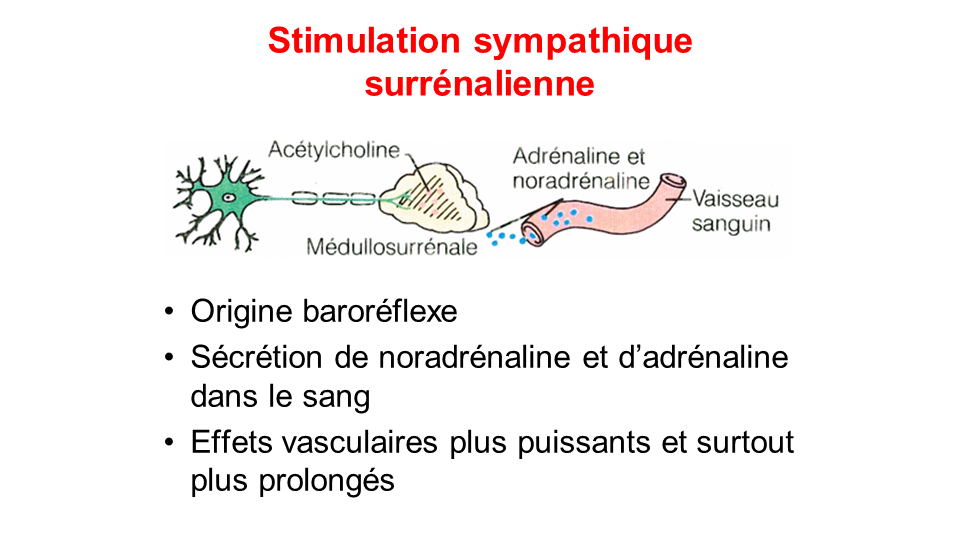 Stimulation sympathique
surrénalienne
Acétylcholine
Adrénaline et
noradrénaline
Vaisseau
sanguin
Médullosurrénale
• Origine baroréflexe
• Sécrétion de noradrénaline et d’adrénaline
dans le sang
• Effets vasculaires plus puissants et surtout
plus prolongés